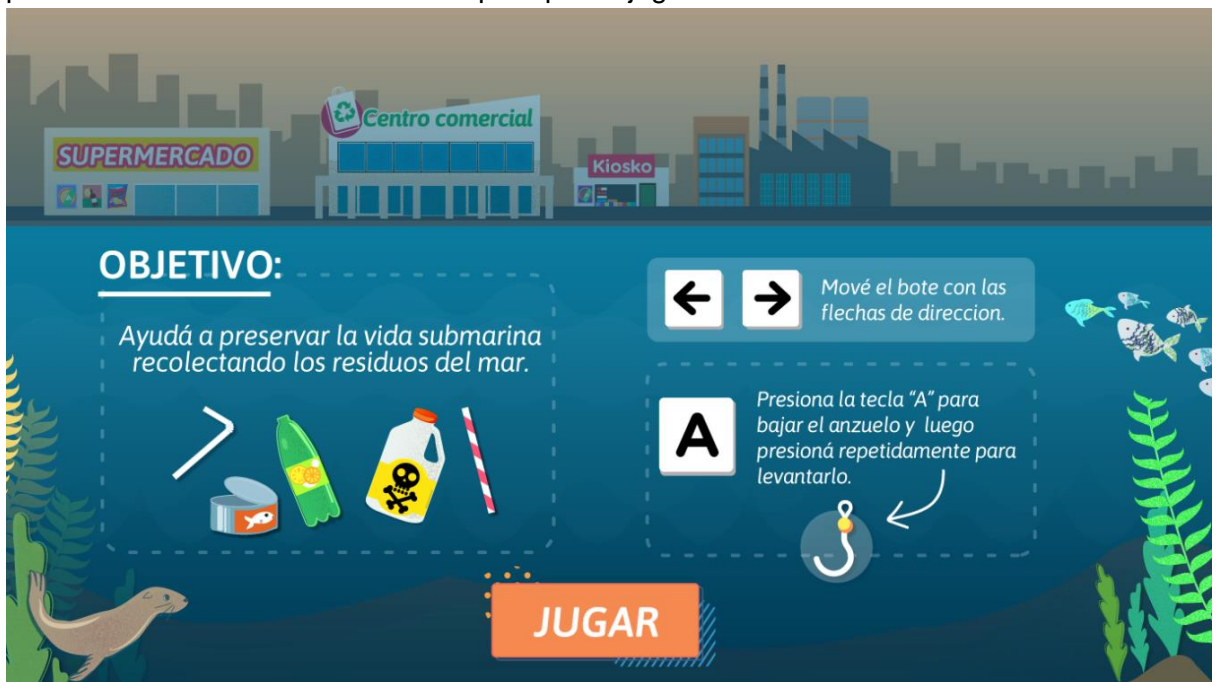 Centro comercial
SUPERMERCADO
Kiosko
OBJETIVO:
Ayudá a preservar la vida submarina
recolectando los residuos del mar.
Mové el bote con las
flechas de direccion.
A
Presiona la tecla "A" para
bajar el anzuelo y luego
presioná repetidamente para
levantarlo.
JUGAR